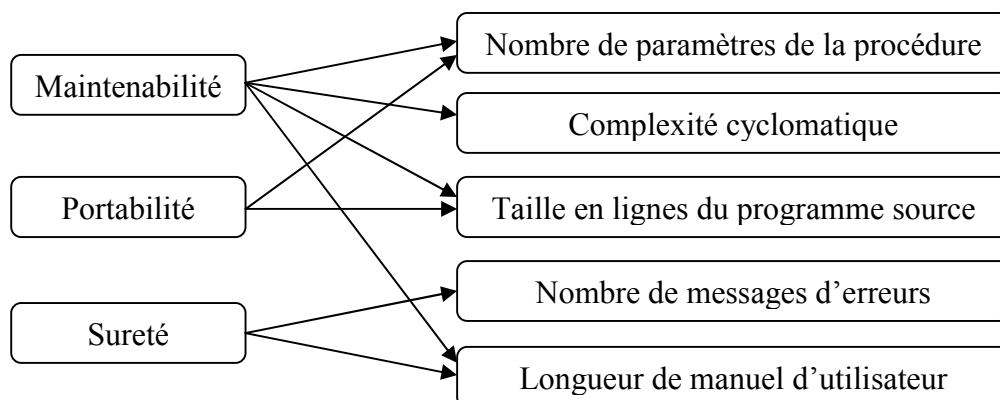 Maintenabilité
Portabilité
Sureté
Nombre de paramètres de la procédure
Complexité cyclomatique
Taille en lignes du programme source
Nombre de messages d’erreurs
Longueur de manuel d’utilisateur